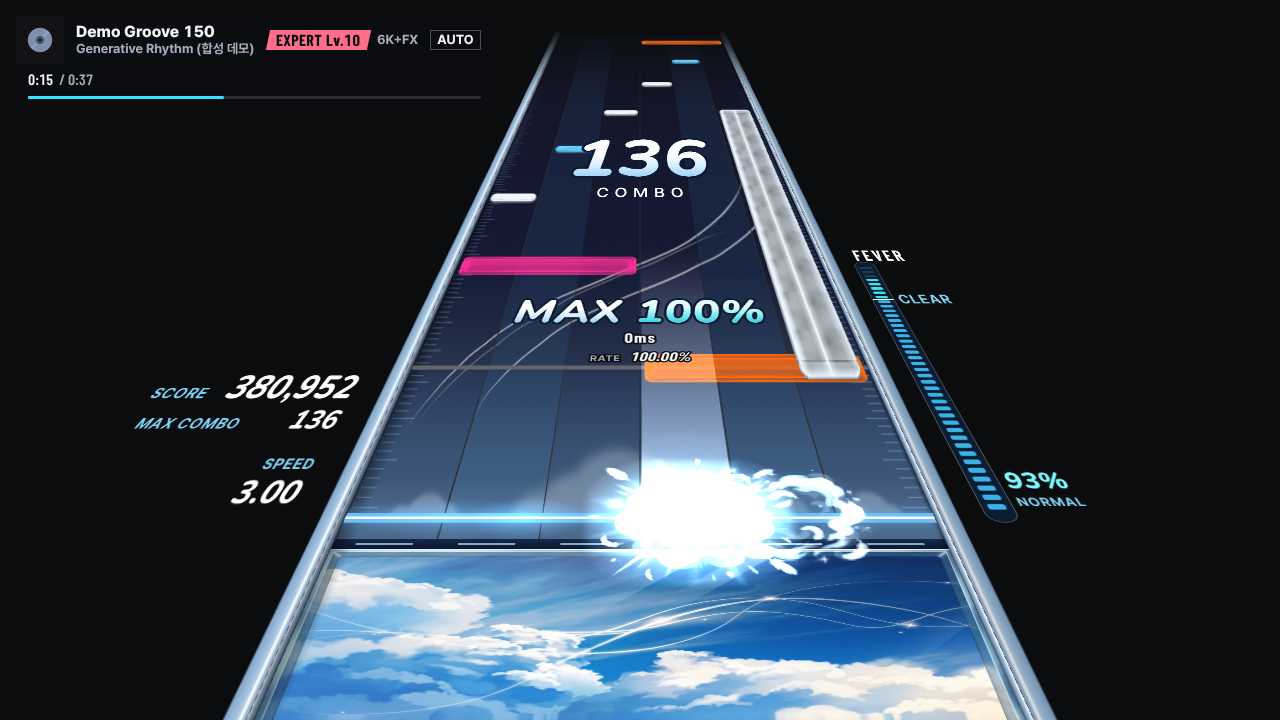 Demo Groove 150
Generative Rhythm (합성 데모)
EXPERT Lv.10
6K+FX
AUTO
0:15 / 0:37
136
COMBO
MAX 100%
0ms
RATE 100.00%
SCORE 380,952
MAX COMBO 136
SPEED
3.00
FEVER
CLEAR
93%
NORMAL